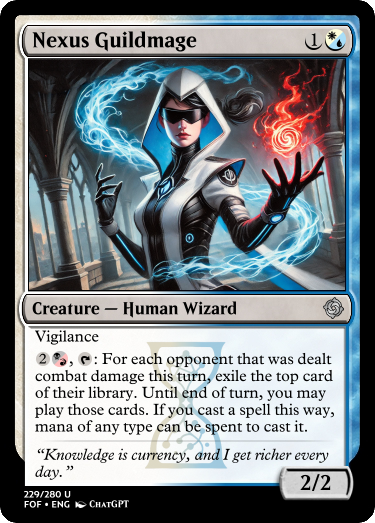 Nexus Guildmage 1
Creature — Human Wizard
Vigilance
2, : For each opponent that was dealt
combat damage this turn, exile the top card
of their library. Until end of turn, you may
play those cards. If you cast a spell this way,
mana of any type can be spent to cast it.
“Knowledge is currency, and I get richer every
day.”
2/2
229/280 U
FOF • ENG ChatGPT